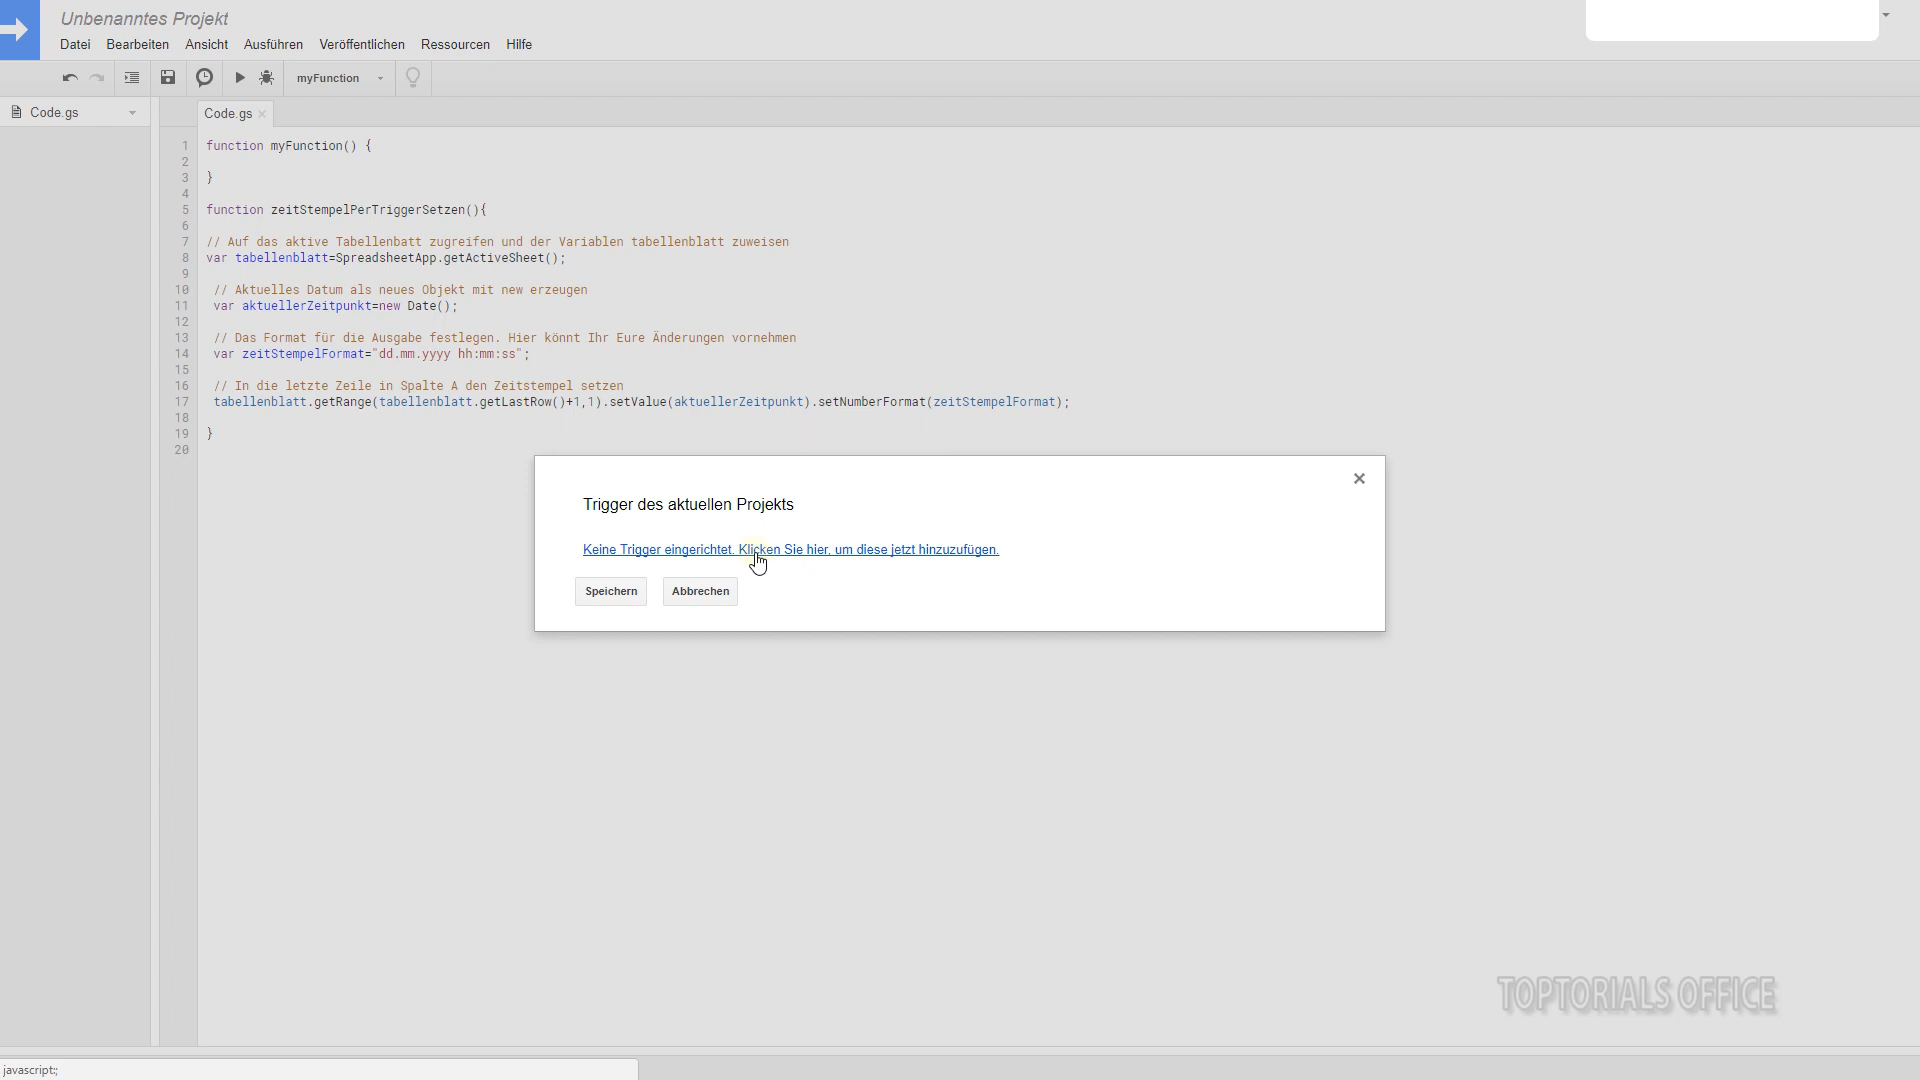 Unbenanntes Projekt
Datei Bearbeiten Ansicht Ausführen Veröffentlichen Ressourcen Hilfe
myFunction
Code.gs
Code.gs
1 function myFunction() {
2
3 }
4
5 function zeitStempelPerTriggerSetzen(){
6
7 // Auf das aktive Tabellenbatt zugreifen und der Variablen tabellenblatt zuweisen
8 var tabellenblatt=SpreadsheetApp.getActiveSheet();
9
10 // Aktuelles Datum als neues Objekt mit new erzeugen
11 var aktuellerZeitpunkt=new Date();
12
13 // Das Format für die Ausgabe festlegen. Hier könnt Ihr Eure Änderungen vornehmen
14 var zeitStempelFormat="dd.mm.yyyy hh:mm:ss";
15
16 // In die letzte Zeile in Spalte A den Zeitstempel setzen
17 tabellenblatt.getRange(tabellenblatt.getLastRow()+1,1).setValue(aktuellerZeitpunkt).setNumberFormat(zeitStempelFormat);
18
19 }
20
Trigger des aktuellen Projekts
Keine Trigger eingerichtet. Klicken Sie hier, um diese jetzt hinzuzufügen.
Speichern Abbrechen
TOPTORIALS OFFICE
javascript:;